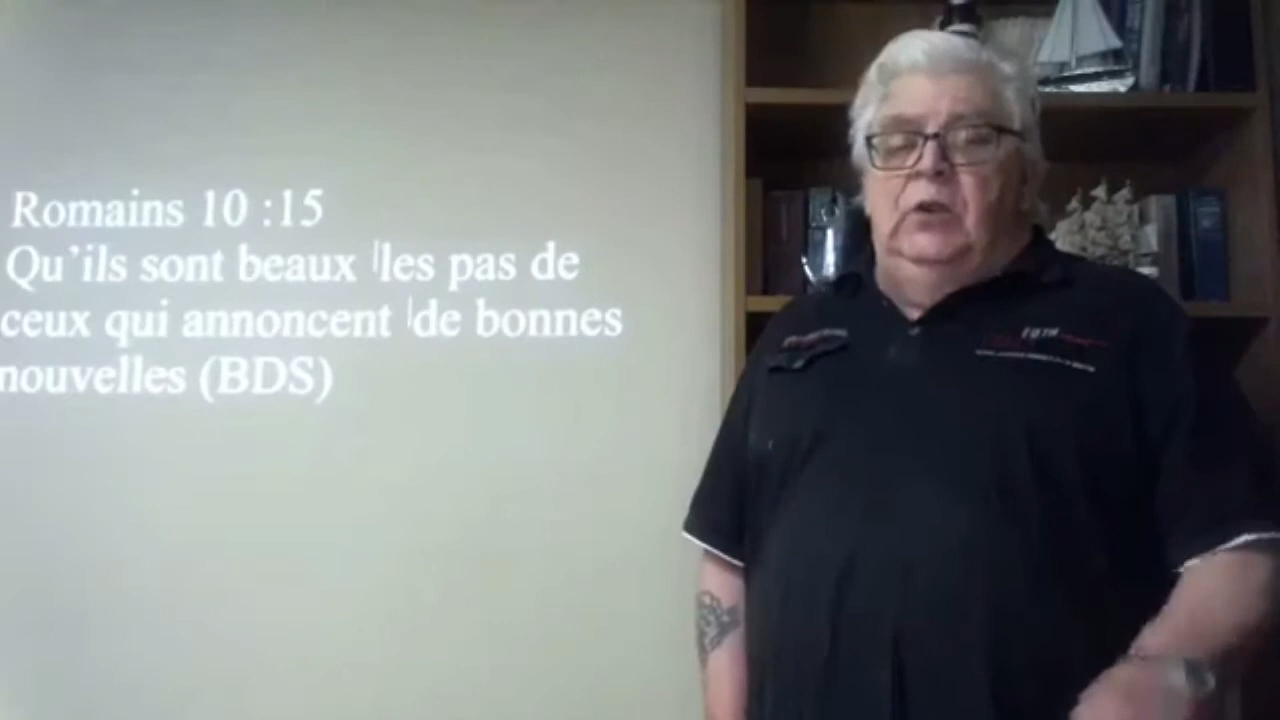 Romains 10 :15
Qu’ils sont beaux les pas de
ceux qui annoncent de bonnes
nouvelles (BDS)